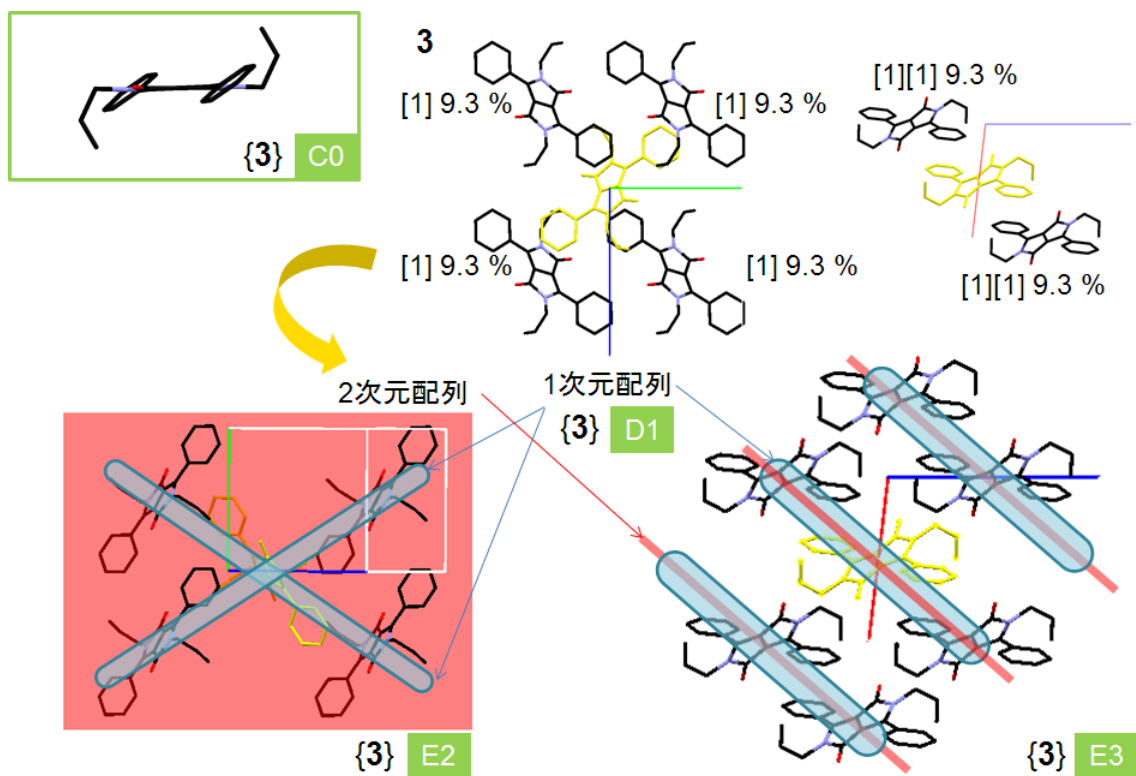 {3} C0
3
[1] 9.3 %
[1] 9.3 %
[1] 9.3 %
[1] 9.3 %
[1][1] 9.3 %
[1][1] 9.3 %
2次元配列
1次元配列
{3} D1
{3} E2
{3} E3